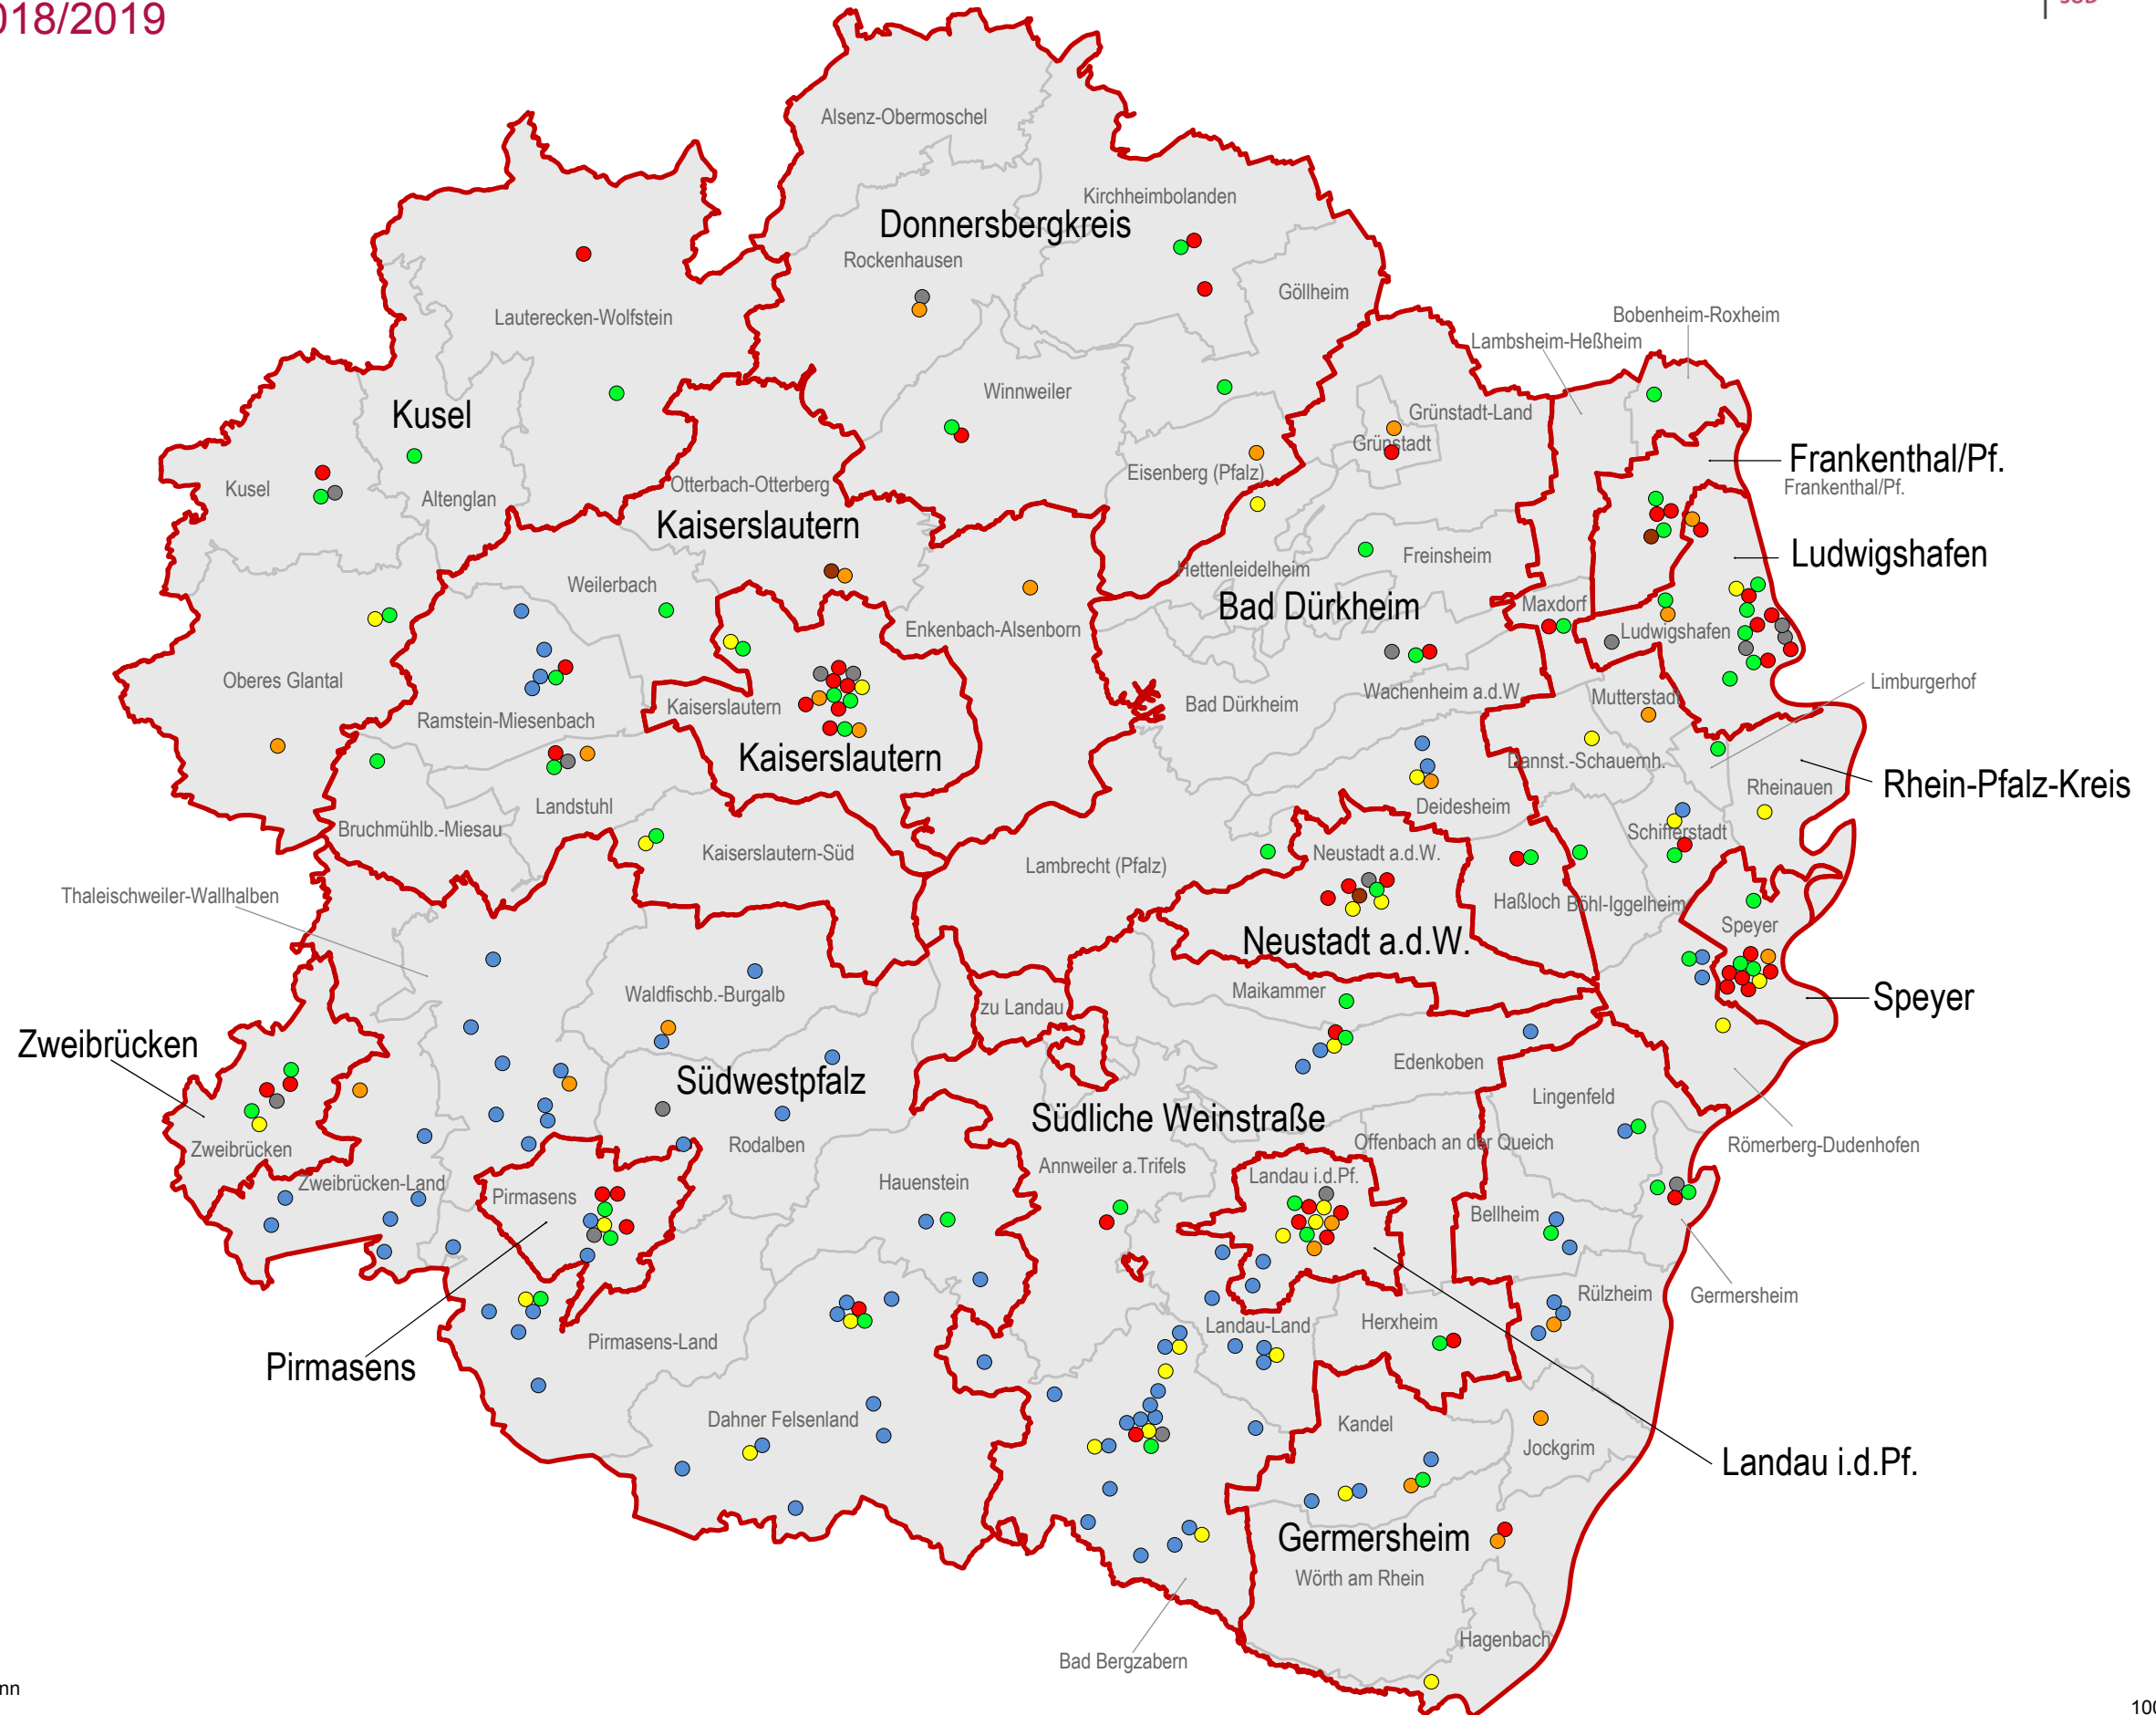 018/2019
SÜD
Alsenz-Obermoschel
Kirchheimbolanden
Donnersbergkreis
Rockenhausen
Göllheim
Lauterecken-Wolfstein
Bobenheim-Roxheim
Lambsheim-Heßheim
Winnweiler
Kusel
Grünstadt-Land
Grünstadt
Frankenthal/Pf.
Frankenthal/Pf.
Eisenberg (Pfalz)
Kusel
Altenglan
Otterbach-Otterberg
Kaiserslautern
Ludwigshafen
Freinsheim
Hettenleidelheim
Weilerbach
Bad Dürkheim
Maxdorf
Enkenbach-Alsenborn
Ludwigshafen
Oberes Glantal
Limburgerhof
Wachenheim a.d.W.
Mutterstadt
Bad Dürkheim
Kaiserslautern
Ramstein-Miesenbach
Kaiserslautern
Dannst.-Schauernh.
Rhein-Pfalz-Kreis
Rheinauen
Landstuhl
Deidesheim
Bruchmühlb.-Miesau
Schifferstadt
Kaiserslautern-Süd
Neustadt a.d.W.
Lambrecht (Pfalz)
Thaleischweiler-Wallhalben
Haßloch
Böhl-Iggelheim
Speyer
Neustadt a.d.W.
Waldfischb.-Burgalb
Maikammer
Speyer
zu Landau
Zweibrücken
Edenkoben
Südwestpfalz
Lingenfeld
Südliche Weinstraße
Zweibrücken
Rodalben
Offenbach an der Queich
Römerberg-Dudenhofen
Annweiler a.Trifels
Landau i.d.Pf.
Zweibrücken-Land
Hauenstein
Pirmasens
Bellheim
Rülzheim
Germersheim
Landau-Land
Herxheim
Pirmasens-Land
Pirmasens
Dahner Felsenland
Kandel
Jockgrim
Landau i.d.Pf.
Germersheim
Wörth am Rhein
Hagenbach
Bad Bergzabern
nn
100